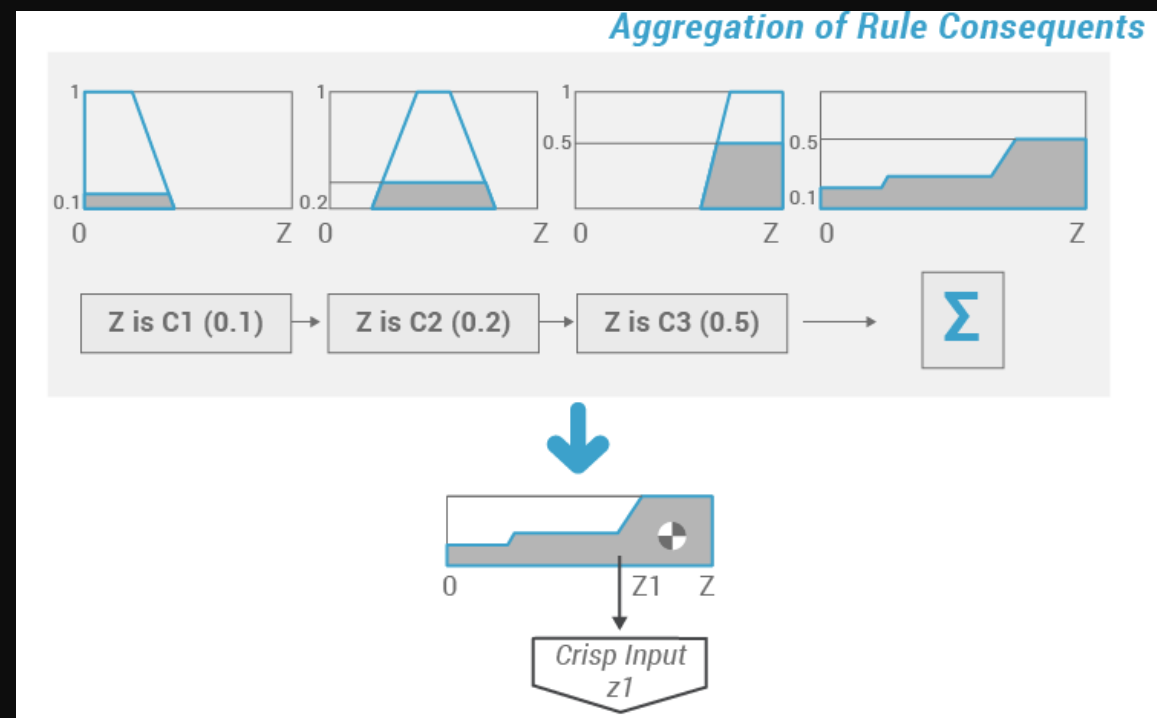 Aggregation of Rule Consequents
1
0.1
0
Z
1
0.2
0
Z
1
0.5
0
Z
0.5
0.1
0
Z
Z is C1 (0.1)
Z is C2 (0.2)
Z is C3 (0.5)
Σ
0
Z1
Z
Crisp Input
z1